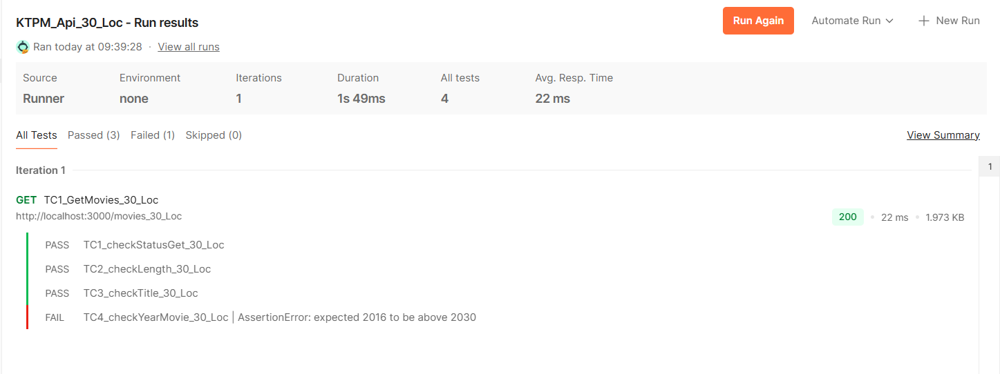 KTPM_Api_30_Loc - Run results
Run Again
Automate Run
New Run
Ran today at 09:39:28 · View all runs
Source Environment Iterations Duration All tests Avg. Resp. Time
Runner none 1 1s 49ms 4 22 ms
All Tests Passed (3) Failed (1) Skipped (0) View Summary
Iteration 1
1
GET TC1_GetMovies_30_Loc
http://localhost:3000/movies_30_Loc
200 • 22 ms • 1.973 KB
PASS TC1_checkStatusGet_30_Loc
PASS TC2_checkLength_30_Loc
PASS TC3_checkTitle_30_Loc
FAIL TC4_checkYearMovie_30_Loc | AssertionError: expected 2016 to be above 2030